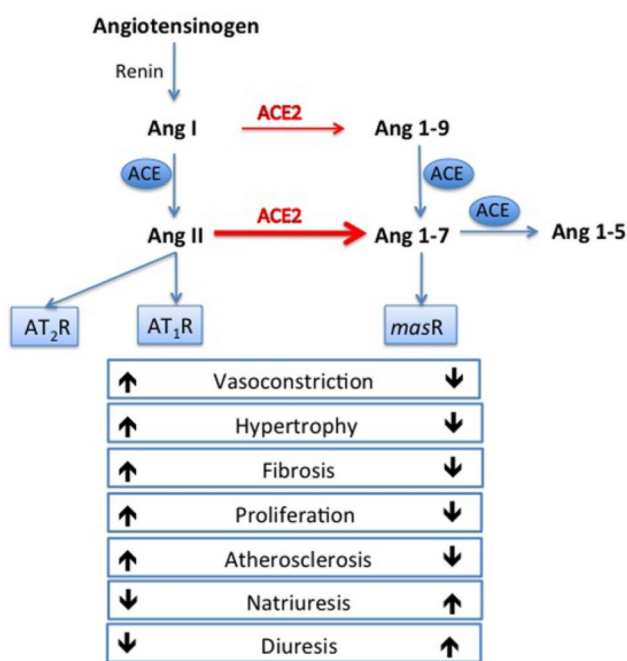 Angiotensinogen
Renin
Ang I
ACE2
Ang 1-9
ACE
ACE
Ang II
ACE2
Ang 1-7
ACE
Ang 1-5
AT₂R
AT₁R
masR
Vasoconstriction
Hypertrophy
Fibrosis
Proliferation
Atherosclerosis
Natriuresis
Diuresis